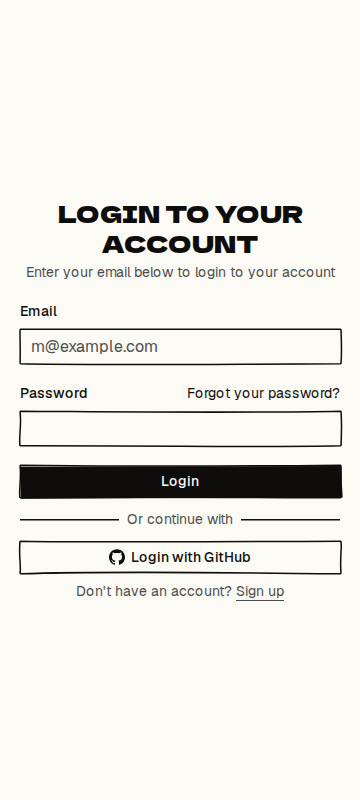 LOGIN TO YOUR
ACCOUNT
Enter your email below to login to your account
Email
m@example.com
Password Forgot your password?
Login
Or continue with
Login with GitHub
Don't have an account? Sign up